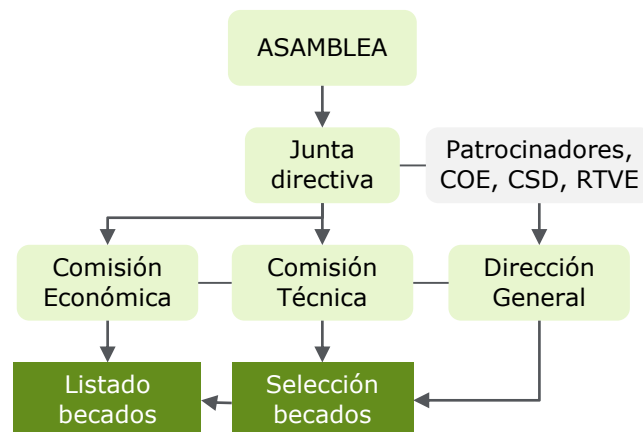 ASAMBLEA
Junta
directiva
Patrocinadores,
COE, CSD, RTVE
Comisión
Económica
Comisión
Técnica
Dirección
General
Listado
becados
Selección
becados